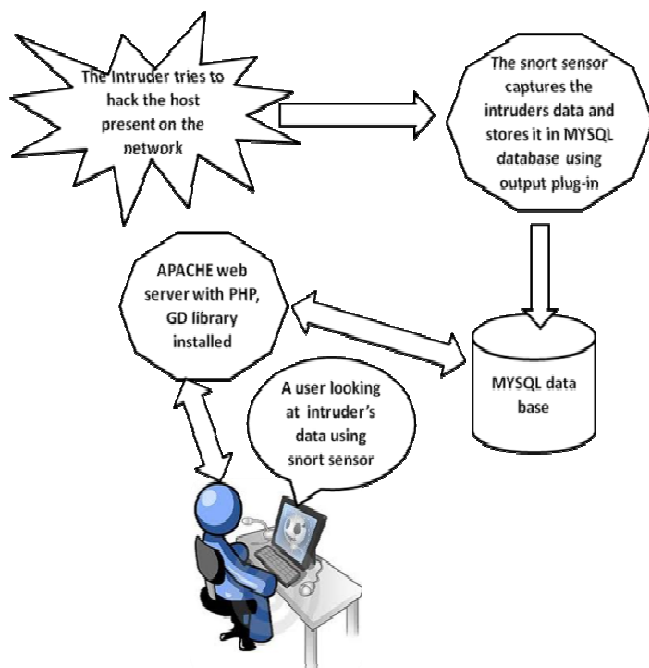 The Intruder tries to
hack the host
present on the
network
The snort sensor
captures the
intruders data and
stores it in MYSQL
database using
output plug-in
APACHE web
server with PHP,
GD library
installed
MYSQL data
base
A user looking
at intruder's
data using
snort sensor